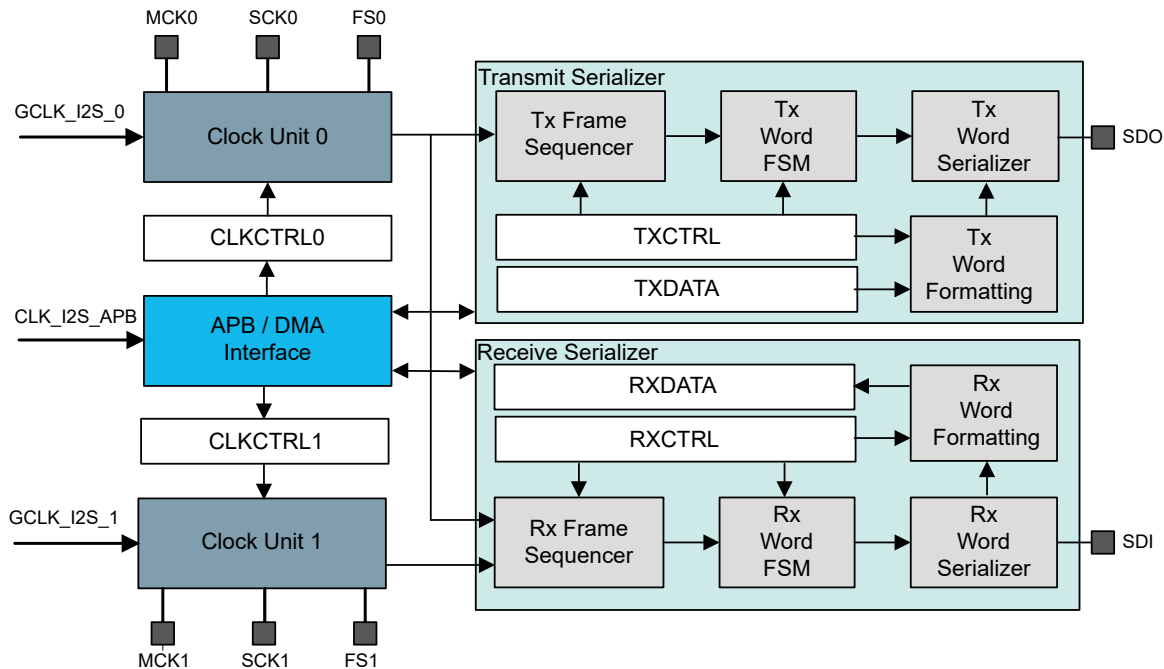 MCK0
SCK0
FS0
GCLK_I2S_0
Clock Unit 0
CLKCTRL0
CLK_I2S_APB
APB / DMA
Interface
CLKCTRL1
GCLK_I2S_1
Clock Unit 1
MCK1
SCK1
FS1
Transmit Serializer
Tx Frame
Sequencer
Tx
Word
FSM
Tx
Word
Serializer
SDO
TXCTRL
TXDATA
Tx
Word
Formatting
Receive Serializer
RXDATA
RXCTRL
Rx
Word
Formatting
Rx Frame
Sequencer
Rx
Word
FSM
Rx
Word
Serializer
SDI